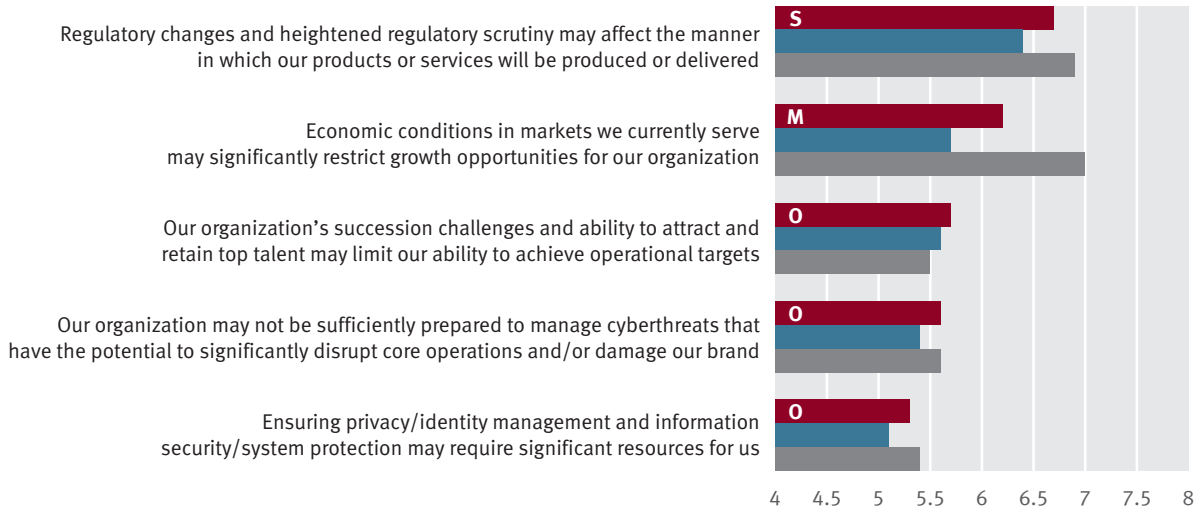 S
Regulatory changes and heightened regulatory scrutiny may affect the manner
in which our products or services will be produced or delivered
M
Economic conditions in markets we currently serve
may significantly restrict growth opportunities for our organization
O
Our organization’s succession challenges and ability to attract and
retain top talent may limit our ability to achieve operational targets
O
Our organization may not be sufficiently prepared to manage cyberthreats that
have the potential to significantly disrupt core operations and/or damage our brand
O
Ensuring privacy/identity management and information
security/system protection may require significant resources for us
4 4.5 5 5.5 6 6.5 7 7.5 8